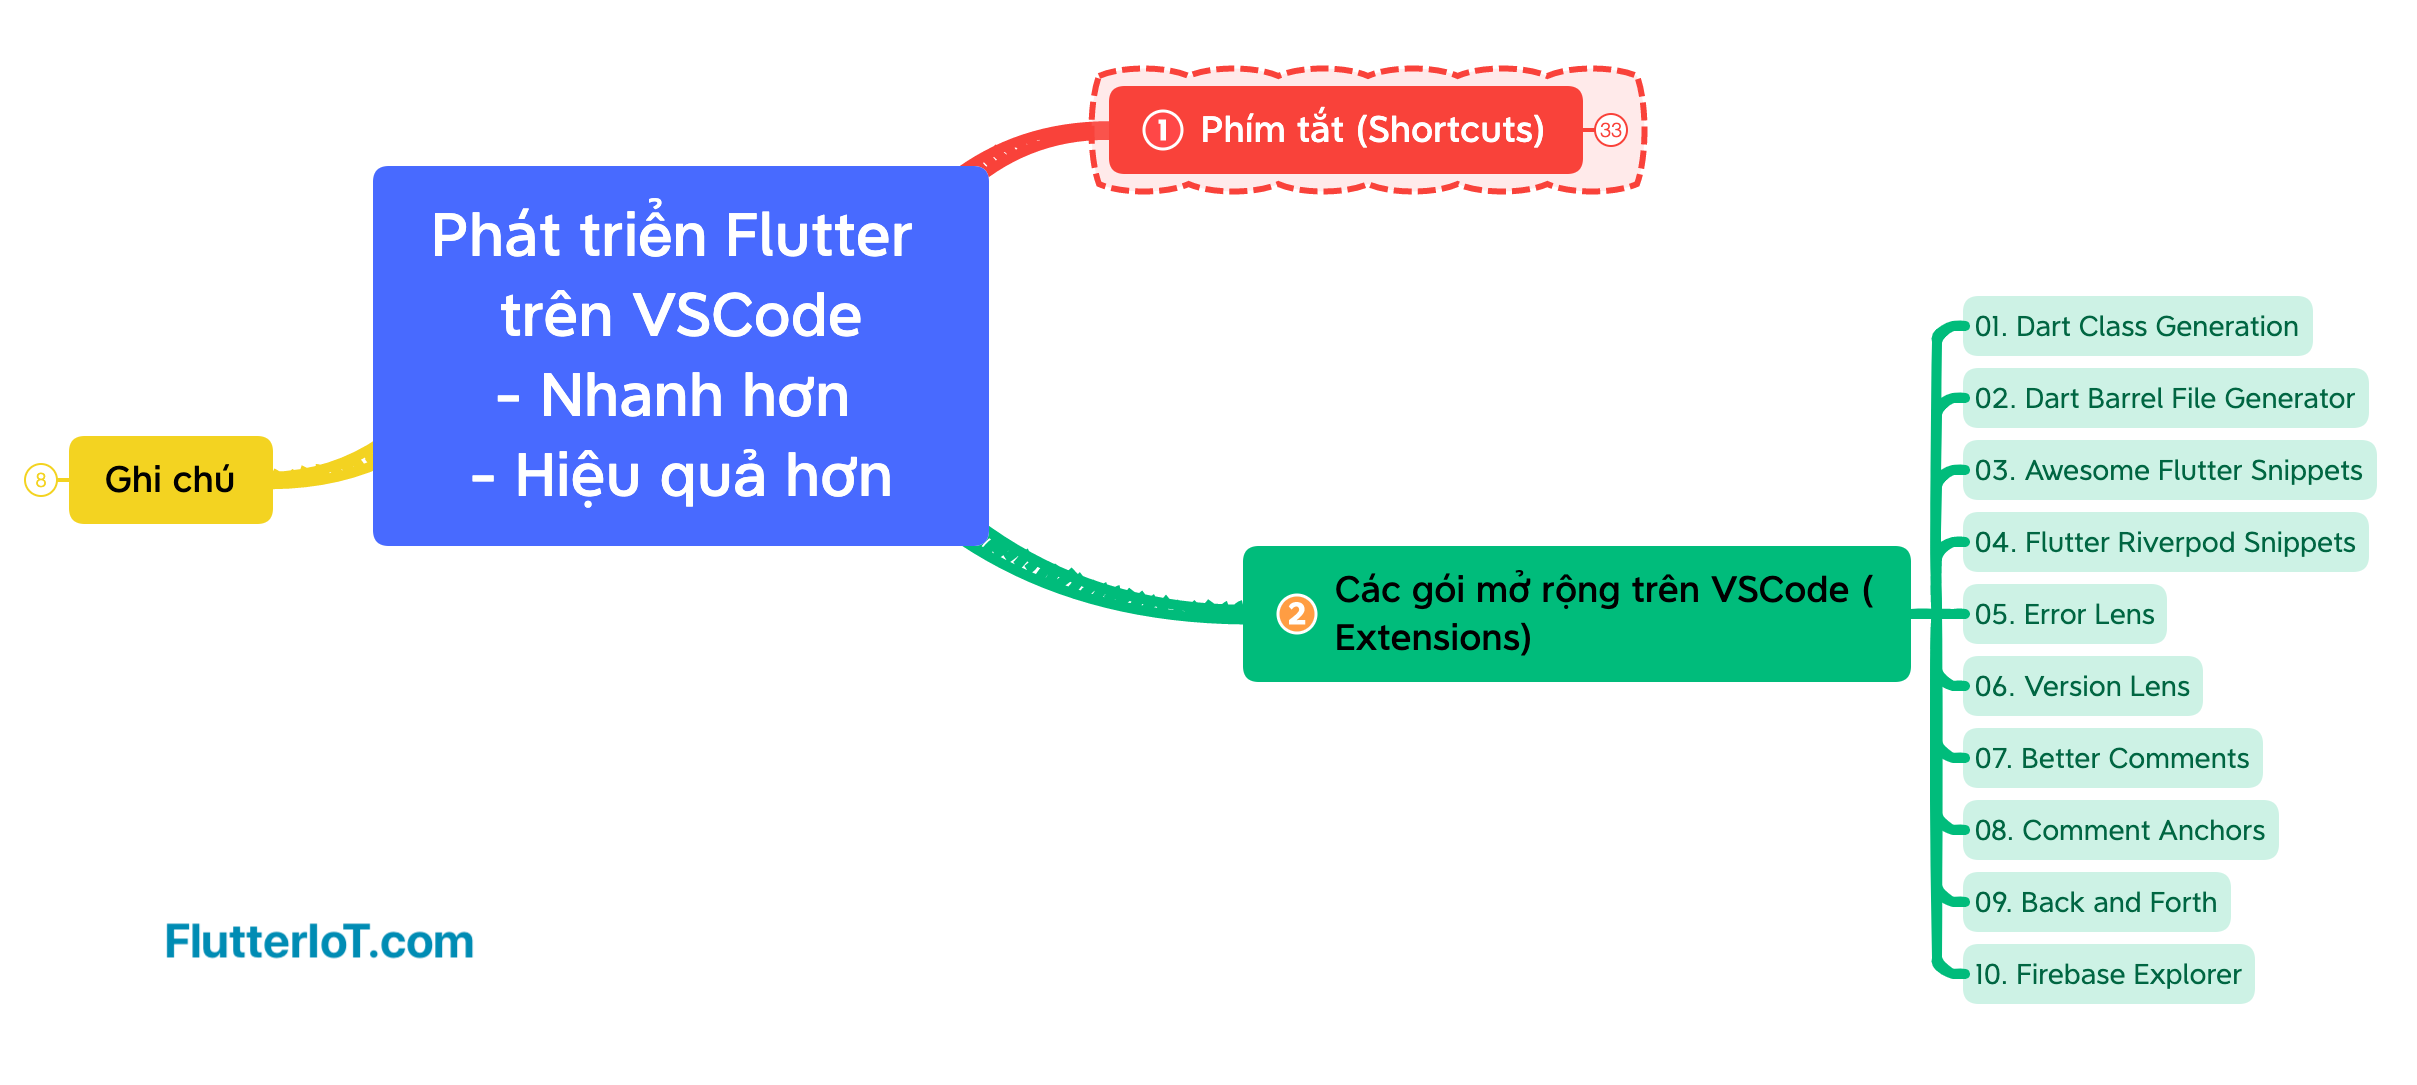 Phát triển Flutter
trên VSCode
- Nhanh hơn
- Hiệu quả hơn
1 Phím tắt (Shortcuts)
33
2 Các gói mở rộng trên VSCode (
Extensions)
01. Dart Class Generation
02. Dart Barrel File Generator
03. Awesome Flutter Snippets
04. Flutter Riverpod Snippets
05. Error Lens
06. Version Lens
07. Better Comments
08. Comment Anchors
09. Back and Forth
10. Firebase Explorer
Ghi chú
8
FlutterIoT.com